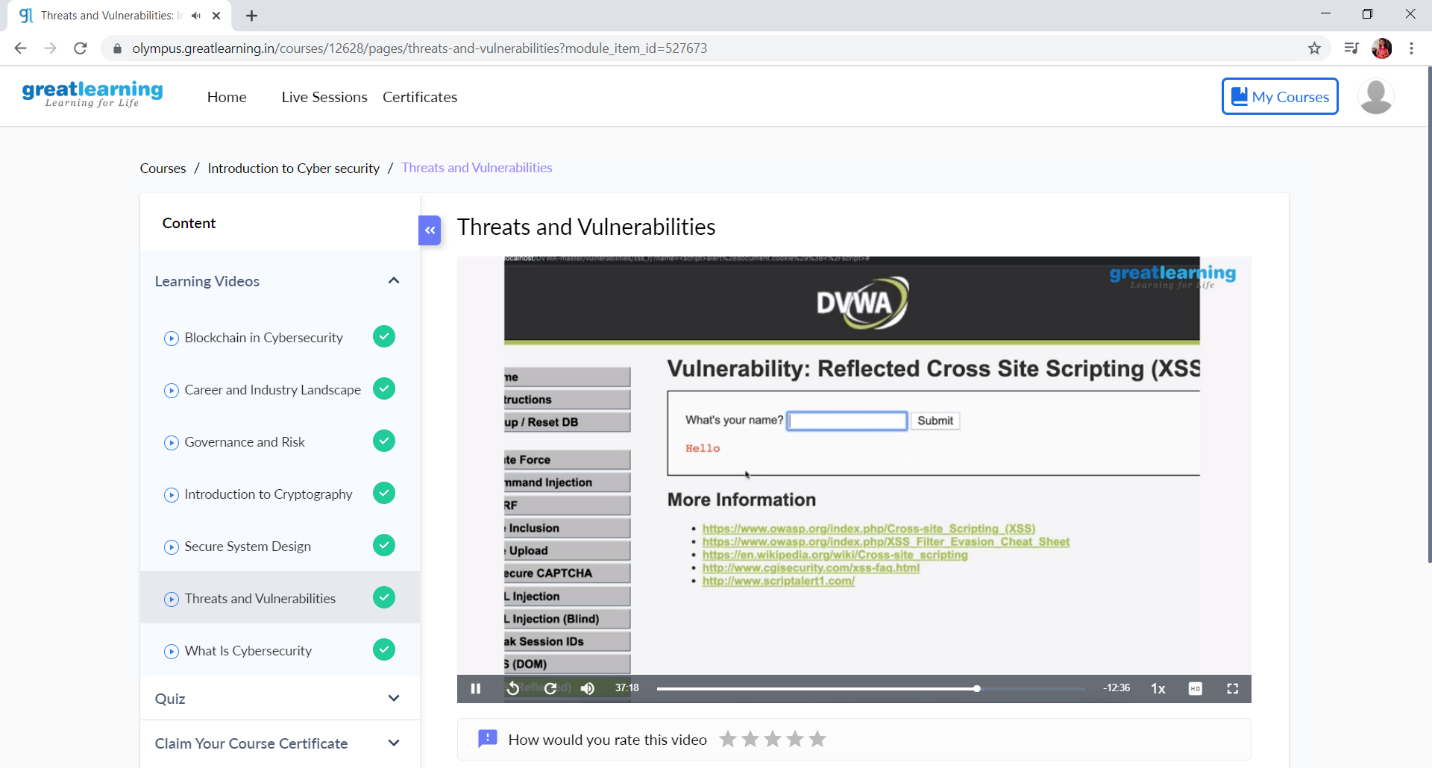 Threats and Vulnerabilities:
olympus.greatlearning.in/courses/12628/pages/threats-and-vulnerabilities?module_item_id=527673
greatlearning
Learning for Life
Home Live Sessions Certificates
My Courses
Courses / Introduction to Cyber security / Threats and Vulnerabilities
Content
Learning Videos
Blockchain in Cybersecurity
Career and Industry Landscape
Governance and Risk
Introduction to Cryptography
Secure System Design
Threats and Vulnerabilities
What Is Cybersecurity
Quiz
Claim Your Course Certificate
Threats and Vulnerabilities
greatlearning
Learning for Life
DVWA
Vulnerability: Reflected Cross Site Scripting (XSS
What's your name? Submit
Hello
More Information
https://www.owasp.org/index.php/Cross-site_Scripting_(XSS)
https://www.owasp.org/index.php/XSS_Filter_Evasion_Cheat_Sheet
https://en.wikipedia.org/wiki/Cross-site_scripting
http://www.cgisecurity.com/xss-faq.html
http://www.scriptalert1.com/
me
tructions
up / Reset DB
te Force
mmand Injection
RF
Inclusion
Upload
ecure CAPTCHA
L Injection
L Injection (Blind)
ak Session IDs
S (DOM)
37:18 -12:36 1x HD
How would you rate this video